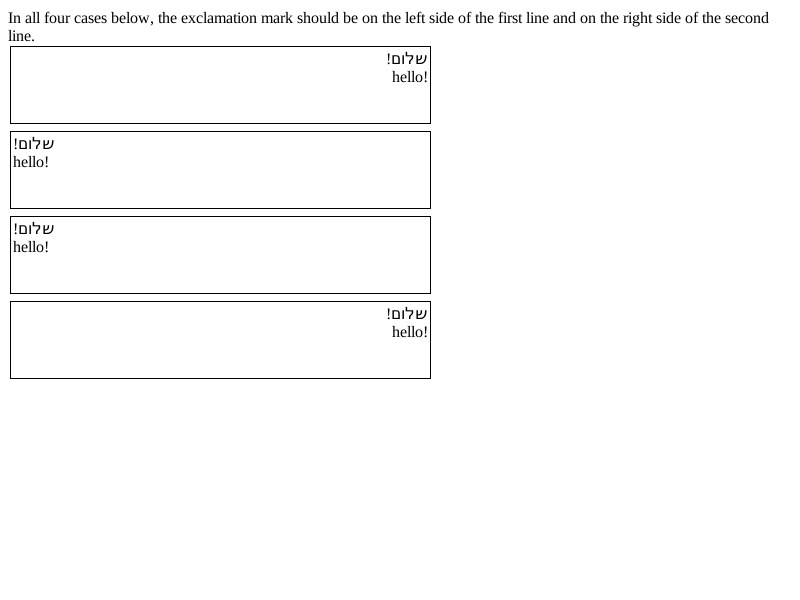 In all four cases below, the exclamation mark should be on the left side of the first line and on the right side of the second
line.
שלום!
hello!
שלום!
hello!
שלום!
hello!
שלום!
hello!